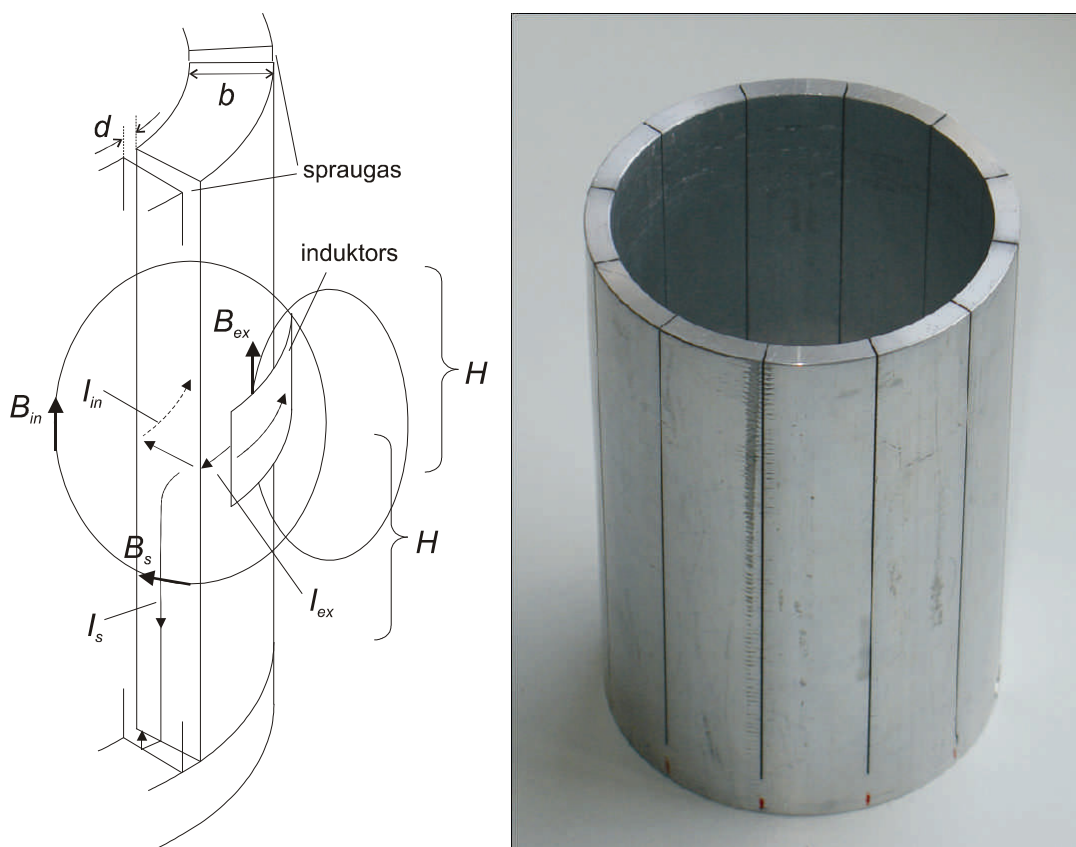 b
d
spraugas
induktors
B_ex
H
I_in
B_in
B_s
H
I_ex
I_s